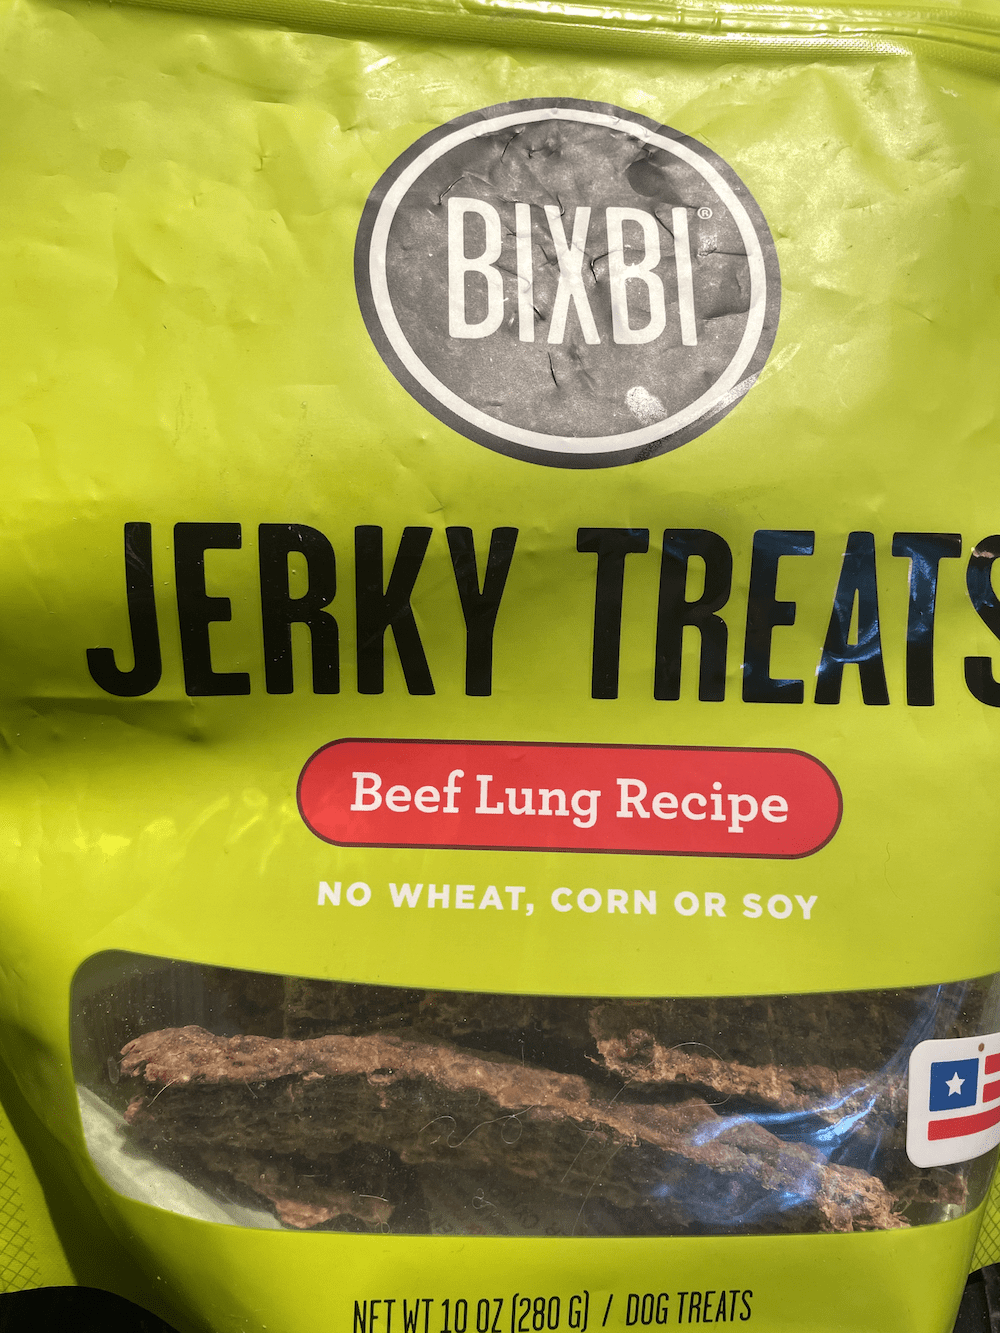 BIXBI®
JERKY TREATS
Beef Lung Recipe
NO WHEAT, CORN OR SOY
NET WT 10 OZ (280 G) / DOG TREATS